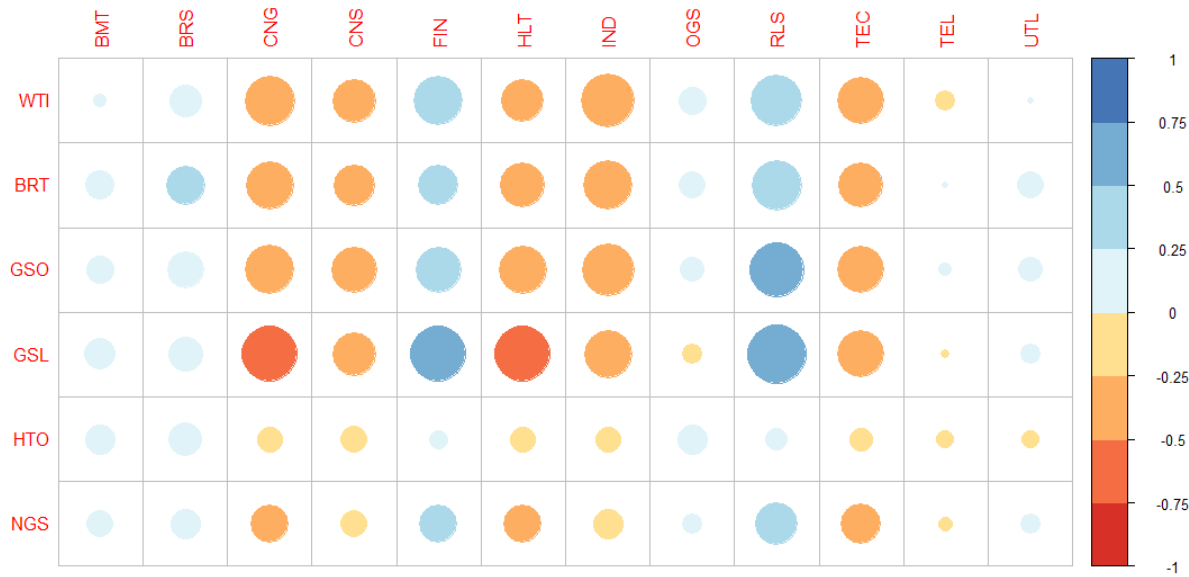 BMT BRS CNG CNS FIN HLT IND OGS RLS TEC TEL UTL
1
WTI
0.75
BRT
0.5
0.25
GSO
0
GSL
-0.25
HTO
-0.5
-0.75
NGS
-1